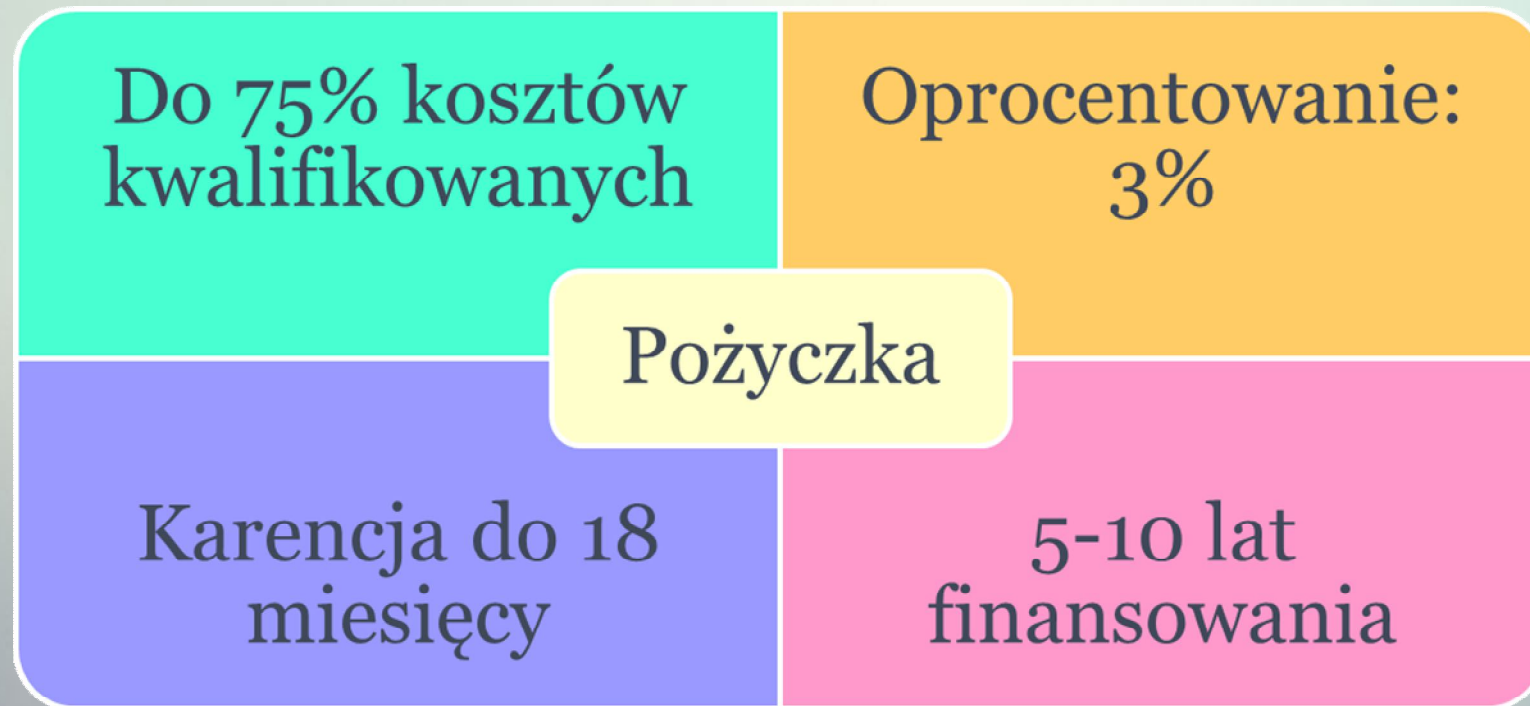 Do 75% kosztów
kwalifikowanych
Oprocentowanie:
3%
Pożyczka
Karencja do 18
miesięcy
5-10 lat
finansowania